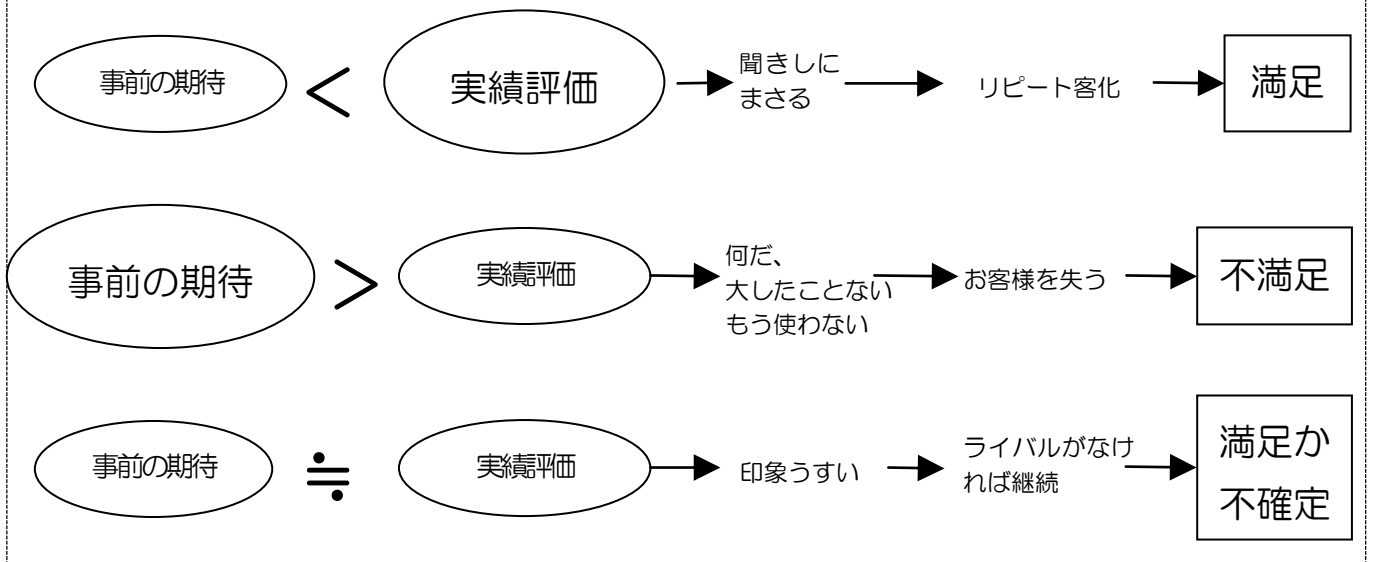 事前の期待
<
実績評価
聞きしに
まさる
リピート客化
満足
事前の期待
>
実績評価
何だ、
大したことない
もう使わない
お客様を失う
不満足
事前の期待
≒
実績評価
印象うすい
ライバルがなけ
れば継続
満足か
不確定